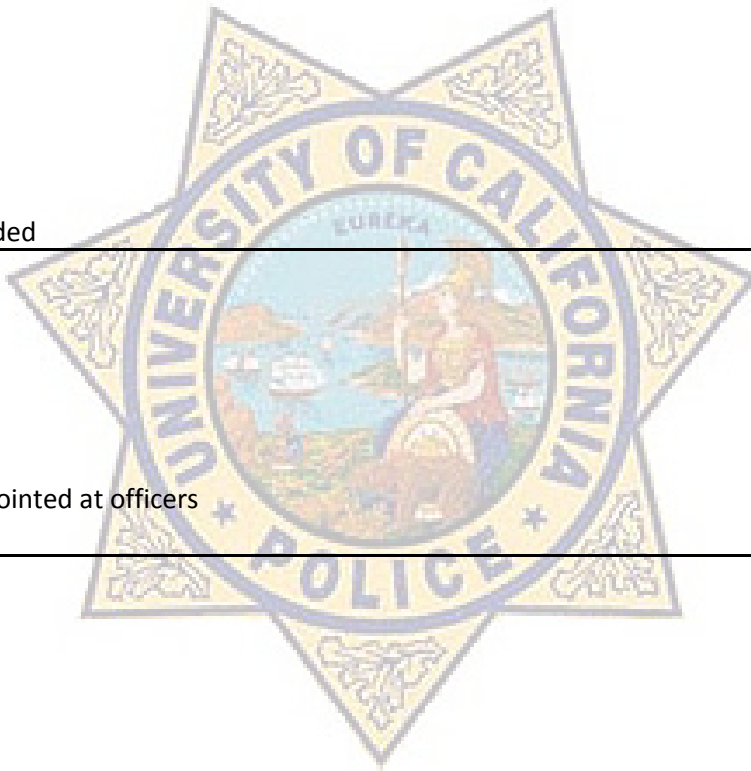 UNIVERSITY OF CALIFORNIA
EUREKA
ded
ointed at officers
POLICE